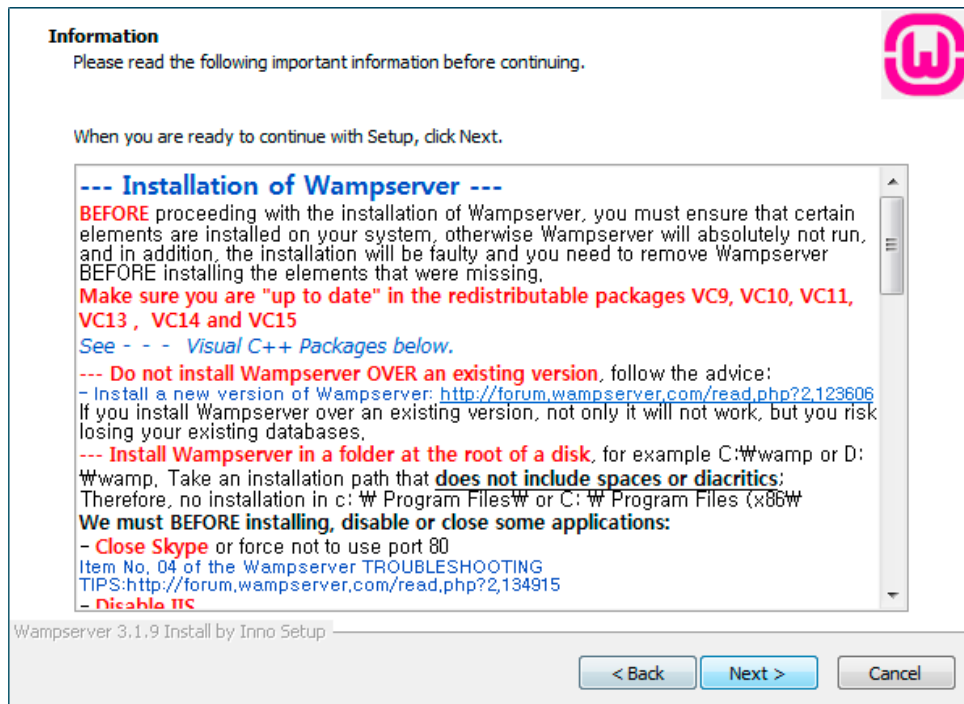 Information
Please read the following important information before continuing.
When you are ready to continue with Setup, click Next.
--- Installation of Wampserver ---
BEFORE proceeding with the installation of Wampserver, you must ensure that certain
elements are installed on your system, otherwise Wampserver will absolutely not run,
and in addition, the installation will be faulty and you need to remove Wampserver
BEFORE installing the elements that were missing.
Make sure you are "up to date" in the redistributable packages VC9, VC10, VC11,
VC13 , VC14 and VC15
See - - - Visual C++ Packages below.
--- Do not install Wampserver OVER an existing version, follow the advice:
- Install a new version of Wampserver: http://forum.wampserver.com/read.php?2,123606
If you install Wampserver over an existing version, not only it will not work, but you risk
losing your existing databases.
--- Install Wampserver in a folder at the root of a disk, for example C:₩wamp or D:
₩wamp. Take an installation path that does not include spaces or diacritics;
Therefore, no installation in c: ₩ Program Files₩ or C: ₩ Program Files (x86₩
We must BEFORE installing, disable or close some applications:
- Close Skype or force not to use port 80
Item No. 04 of the Wampserver TROUBLESHOOTING
TIPS:http://forum.wampserver.com/read.php?2,134915
- Disable IIS
Wampserver 3.1.9 Install by Inno Setup
< Back
Next >
Cancel